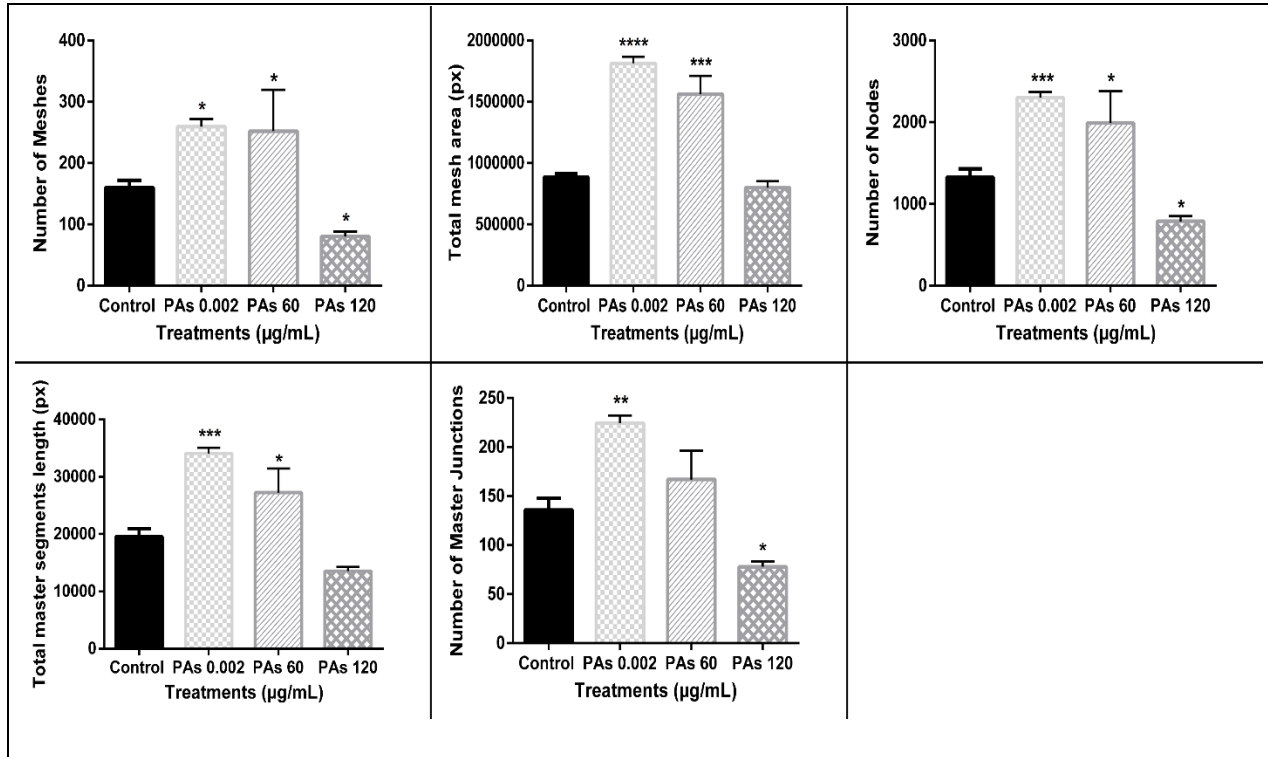 Number of Meshes
400
300
200
100
0
*
*
*
Control PAs 0.002 PAs 60 PAs 120
Treatments (µg/mL)
Total mesh area (px)
2000000
1500000
1000000
500000
0
****
***
Control PAs 0.002 PAs 60 PAs 120
Treatments (µg/mL)
Number of Nodes
3000
2000
1000
0
***
*
*
Control PAs 0.002 PAs 60 PAs 120
Treatments (µg/mL)
Total master segments length (px)
40000
30000
20000
10000
0
***
*
Control PAs 0.002 PAs 60 PAs 120
Treatments (µg/mL)
Number of Master Junctions
250
200
150
100
50
0
**
*
Control PAs 0.002 PAs 60 PAs 120
Treatments (µg/mL)